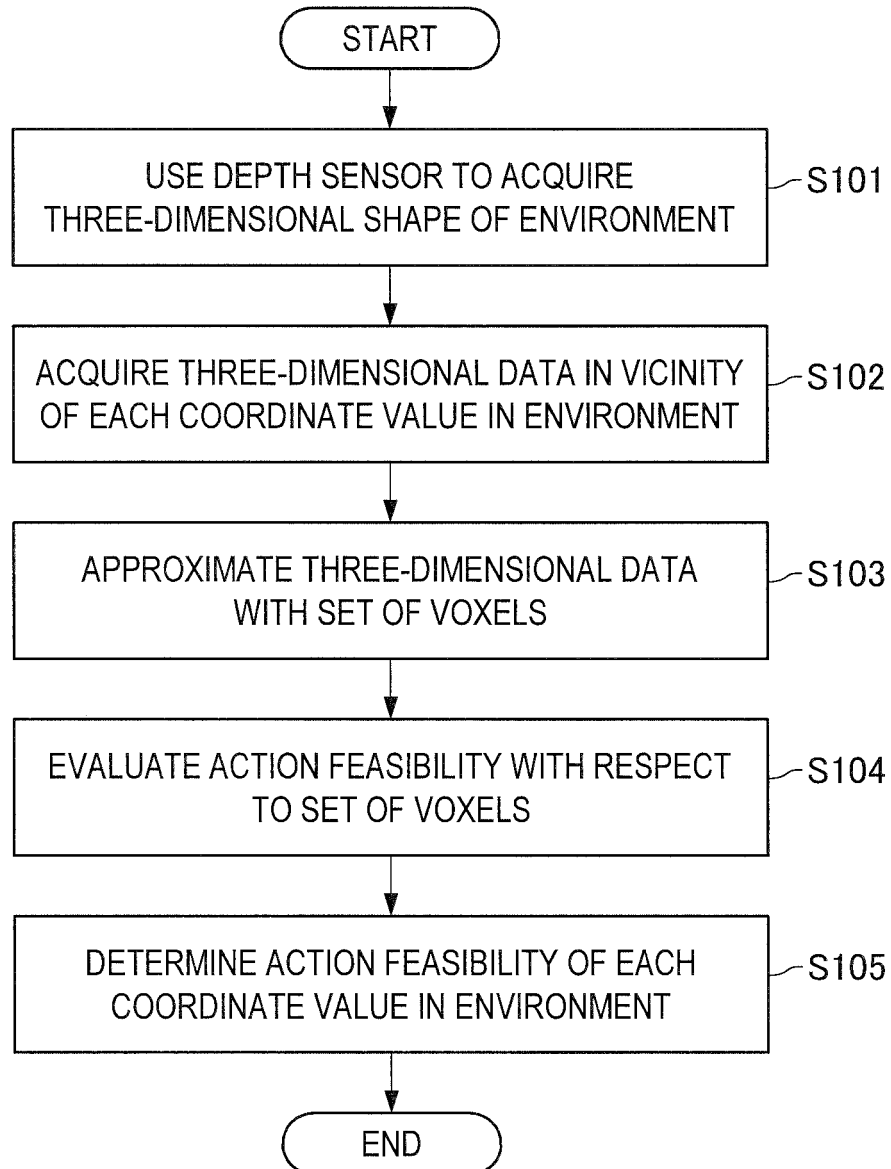 START
USE DEPTH SENSOR TO ACQUIRE
THREE-DIMENSIONAL SHAPE OF ENVIRONMENT
S101
ACQUIRE THREE-DIMENSIONAL DATA IN VICINITY
OF EACH COORDINATE VALUE IN ENVIRONMENT
S102
APPROXIMATE THREE-DIMENSIONAL DATA
WITH SET OF VOXELS
S103
EVALUATE ACTION FEASIBILITY WITH RESPECT
TO SET OF VOXELS
S104
DETERMINE ACTION FEASIBILITY OF EACH
COORDINATE VALUE IN ENVIRONMENT
S105
END